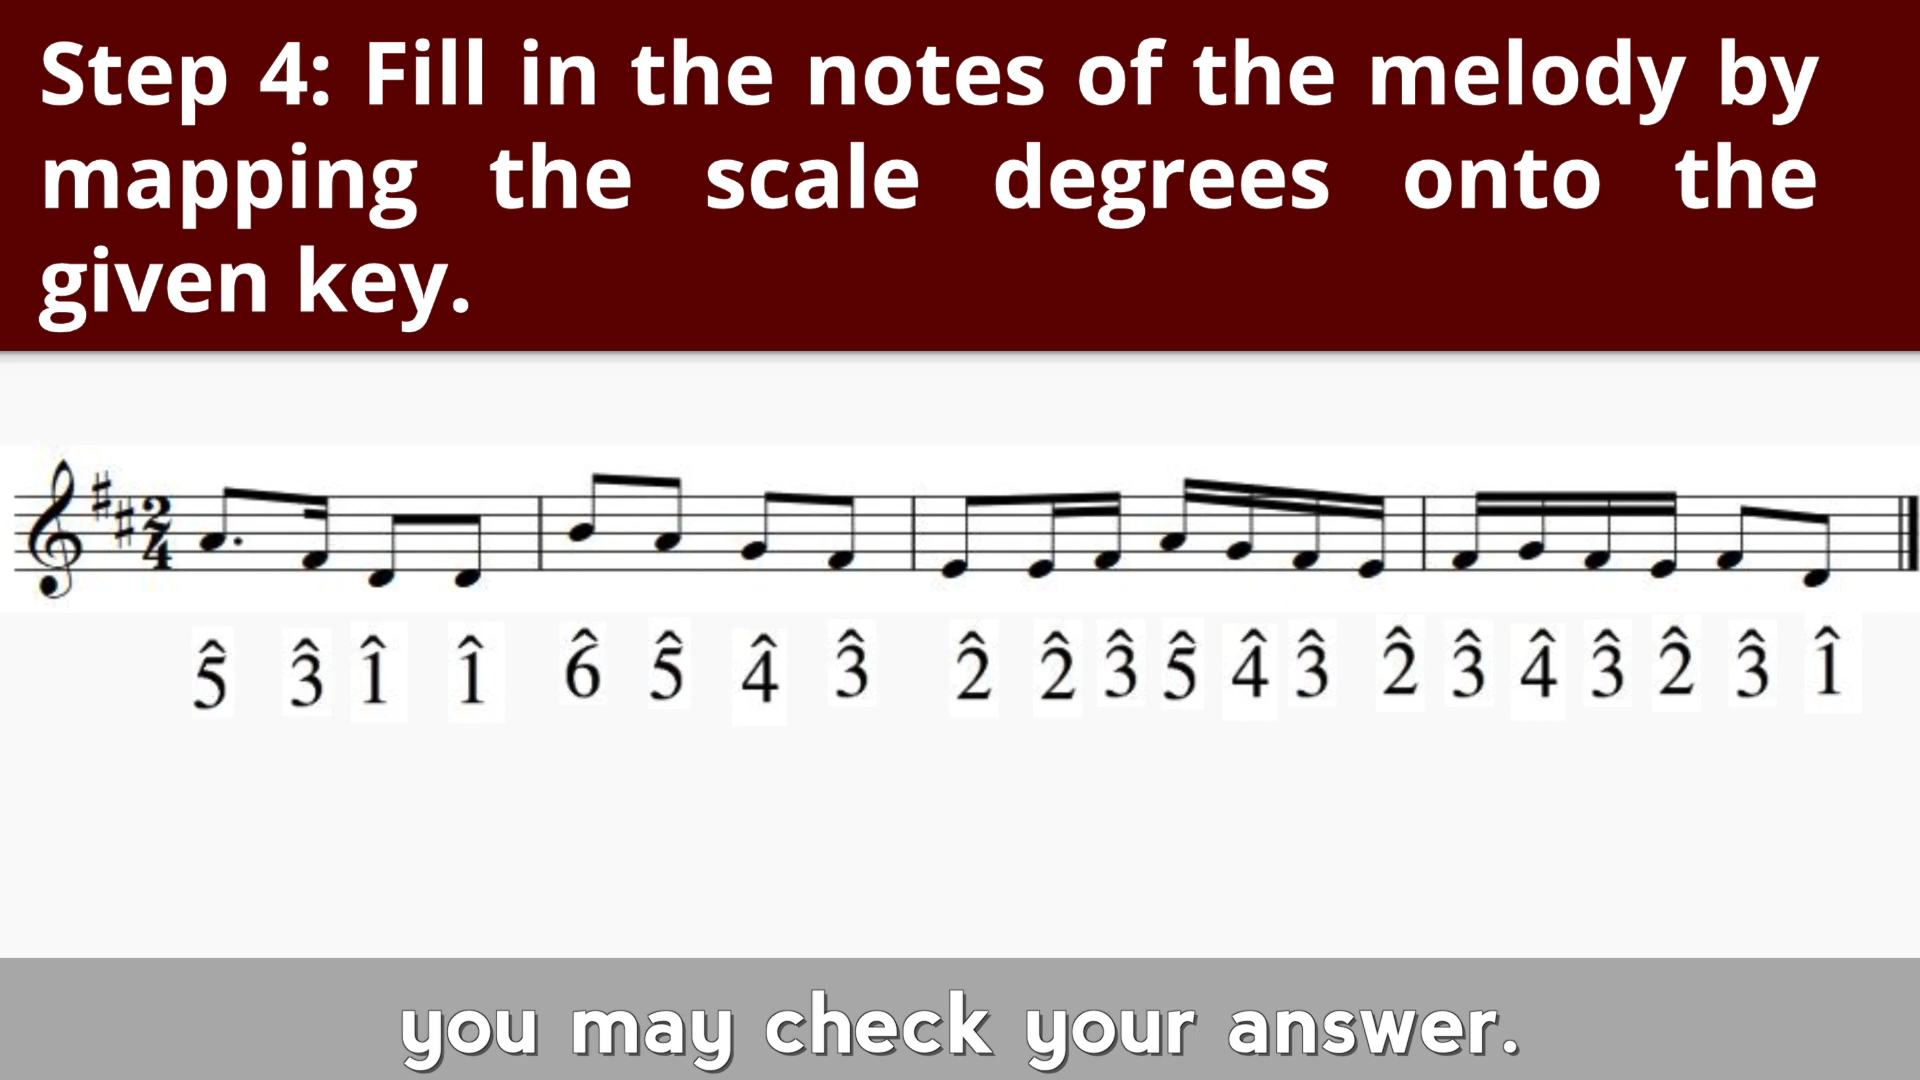 Step 4: Fill in the notes of the melody by
mapping the scale degrees onto the
given key.
2
4
5̂ 3̂ 1̂ 1̂ 6̂ 5̂ 4̂ 3̂ 2̂ 2̂ 3̂ 5̂ 4̂ 3̂ 2̂ 3̂ 4̂ 3̂ 2̂ 3̂ 1̂
you may check your answer.